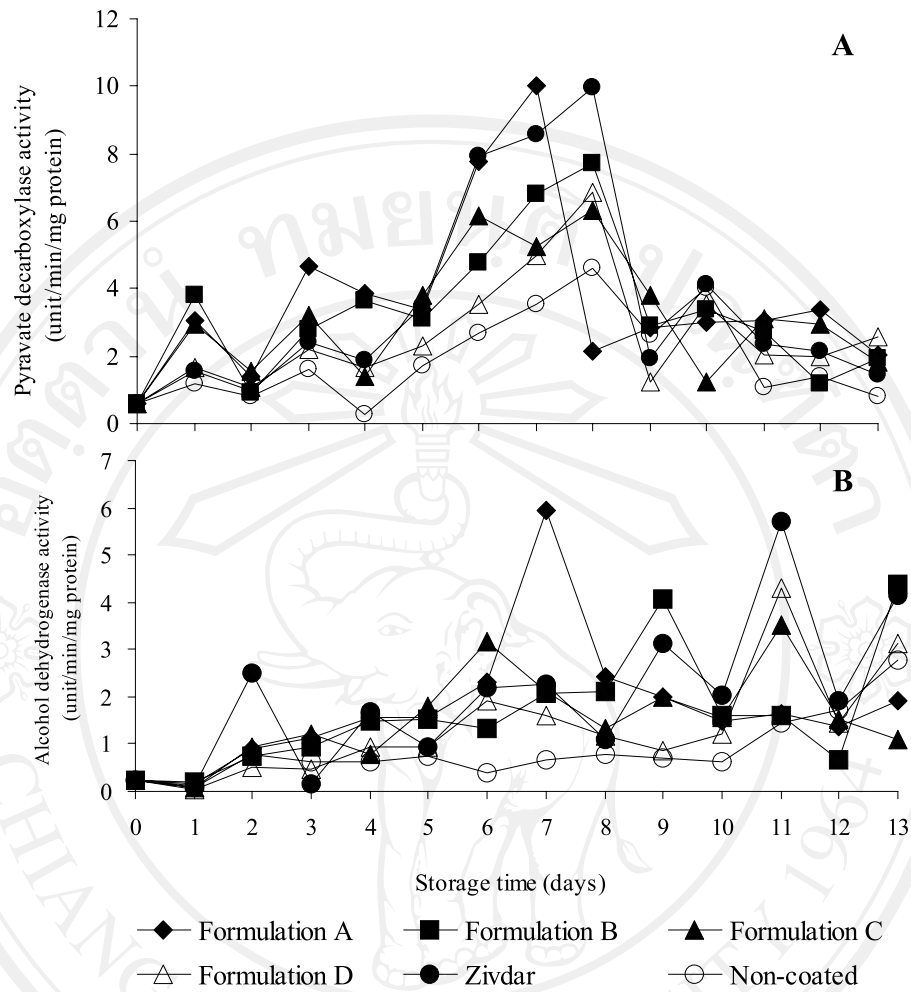 A
Pyravate decarboxylase activity
(unit/min/mg protein)
12
10
8
6
4
2
0
B
Alcohol dehydrogenase activity
(unit/min/mg protein)
7
6
5
4
3
2
1
0
0 1 2 3 4 5 6 7 8 9 10 11 12 13
Storage time (days)
Formulation A Formulation B Formulation C
Formulation D Zivdar Non-coated